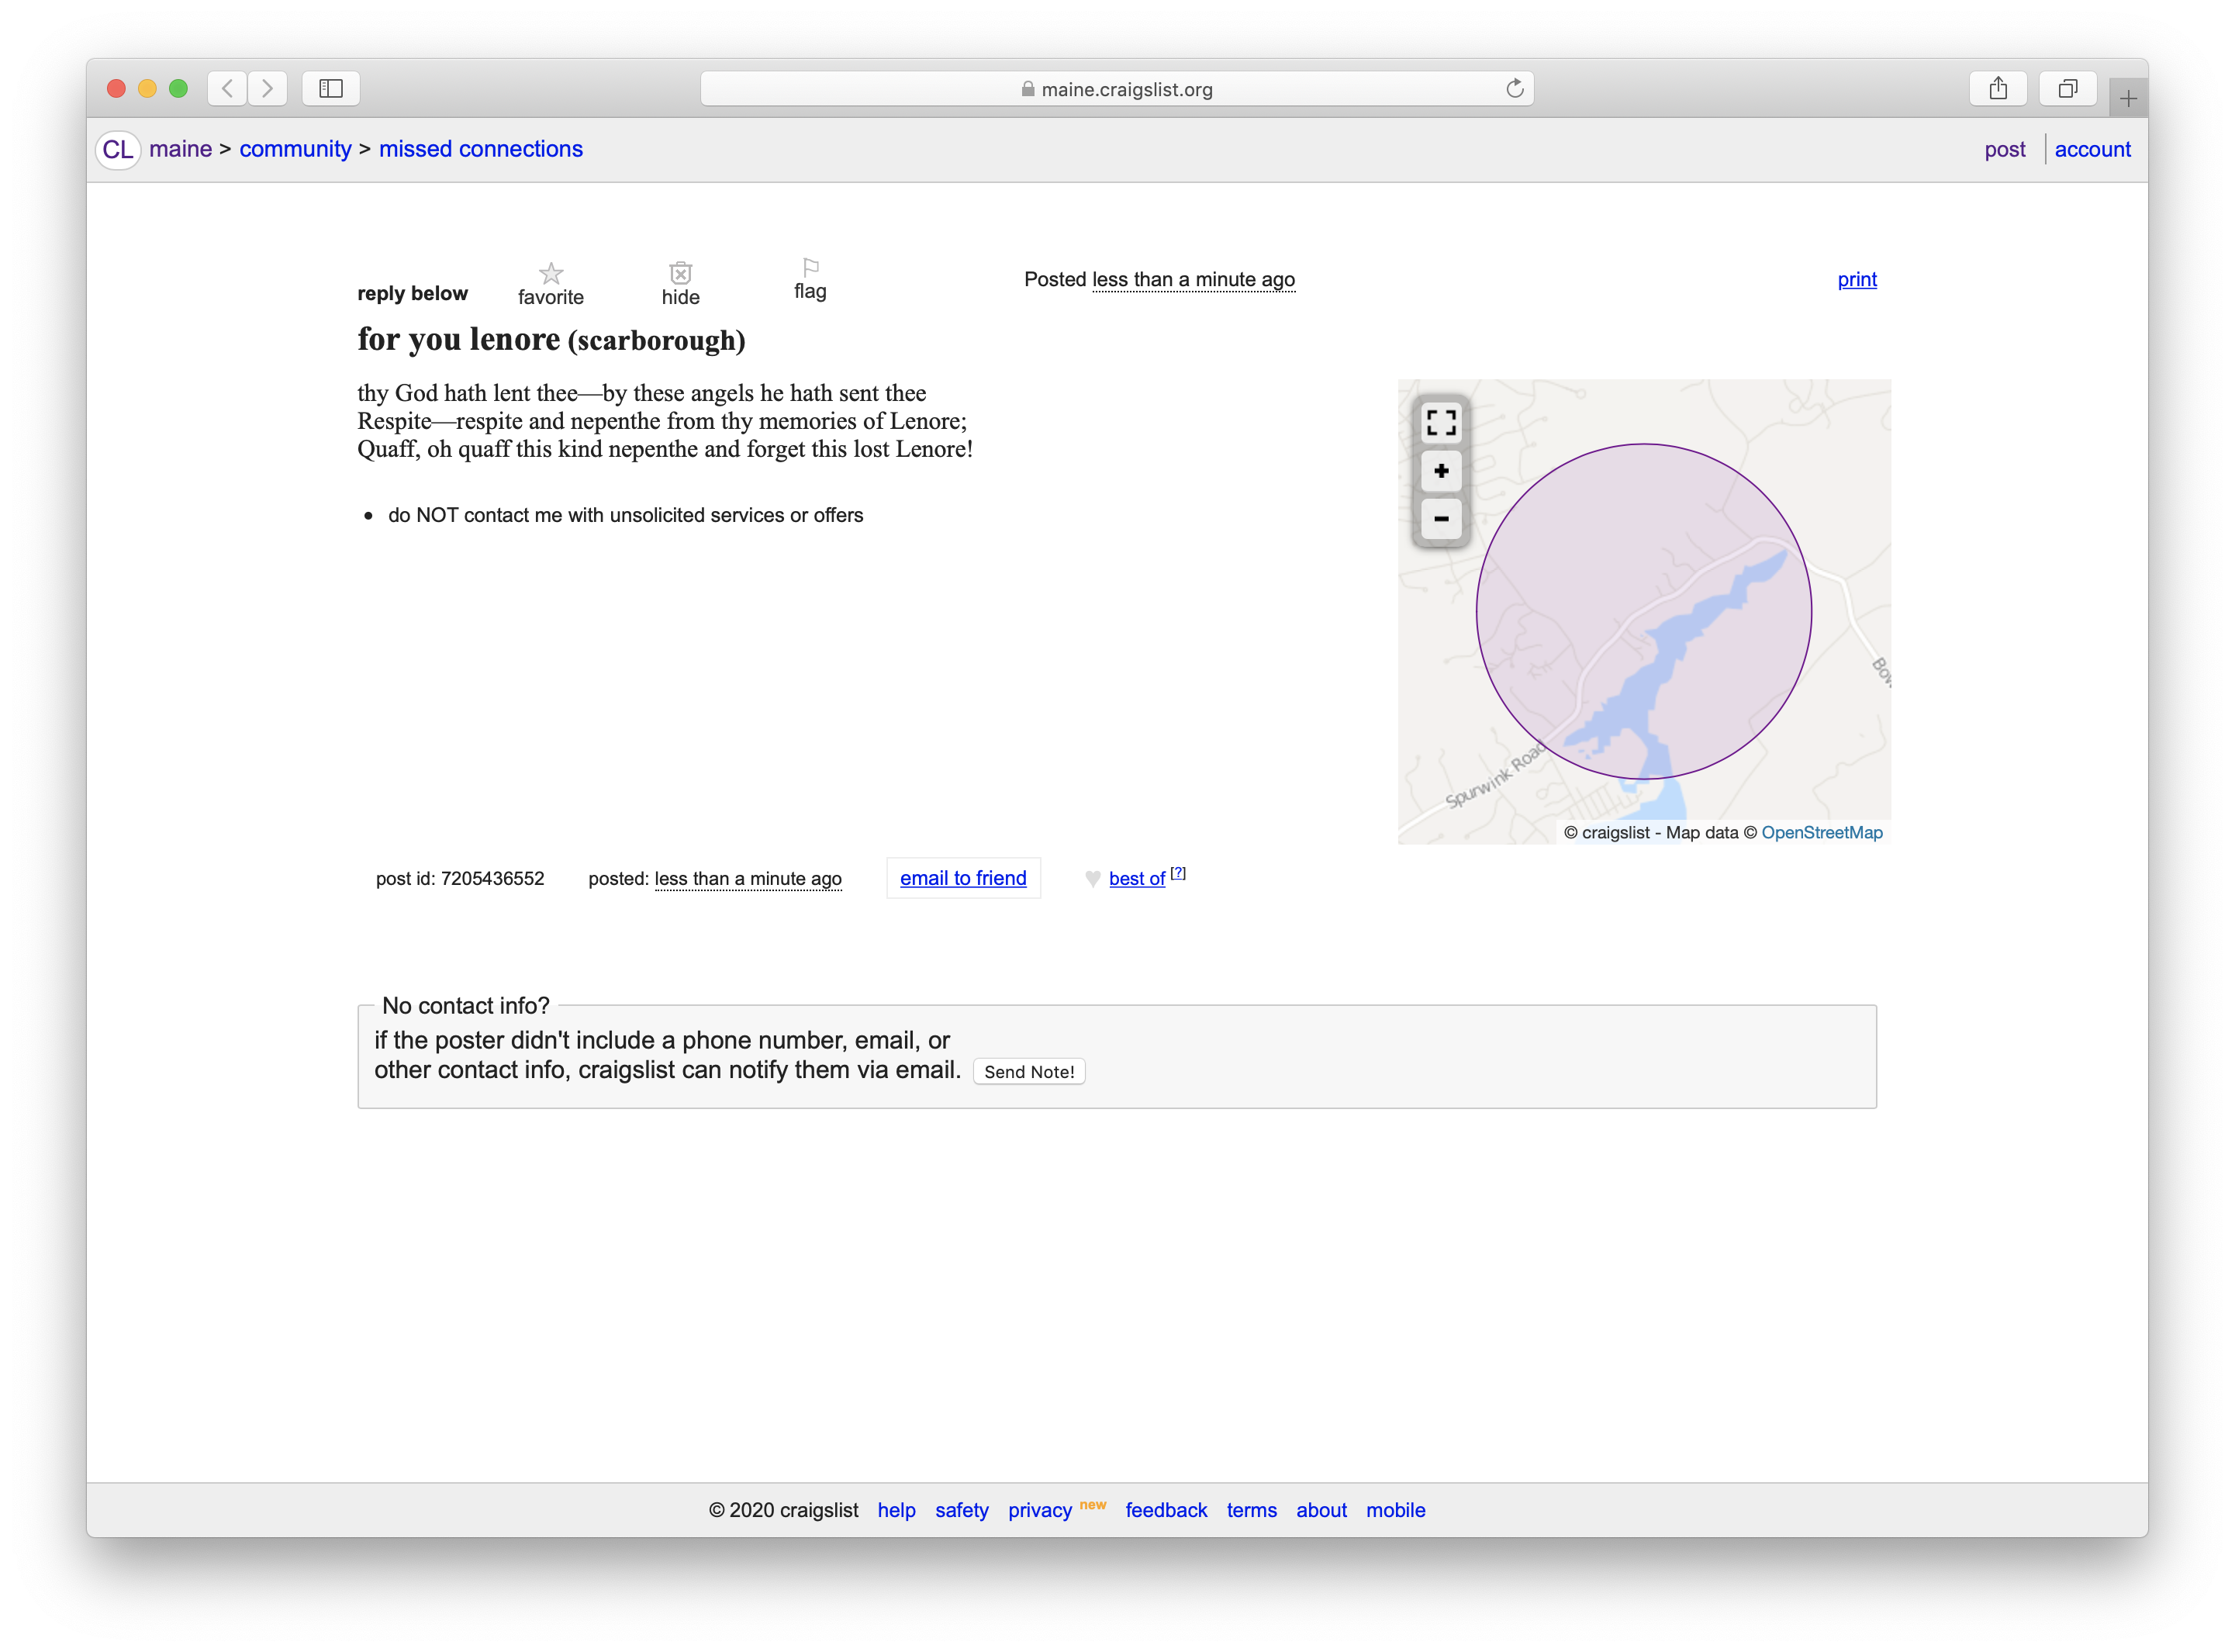 maine.craigslist.org
CL maine > community > missed connections
post account
reply below favorite hide flag Posted less than a minute ago print
for you lenore (scarborough)
thy God hath lent thee—by these angels he hath sent thee
Respite—respite and nepenthe from thy memories of Lenore;
Quaff, oh quaff this kind nepenthe and forget this lost Lenore!
do NOT contact me with unsolicited services or offers
+
-
Spurwink Road
© craigslist - Map data © OpenStreetMap
post id: 7205436552 posted: less than a minute ago email to friend best of [?]
No contact info?
if the poster didn't include a phone number, email, or
other contact info, craigslist can notify them via email. Send Note!
© 2020 craigslist help safety privacy new feedback terms about mobile